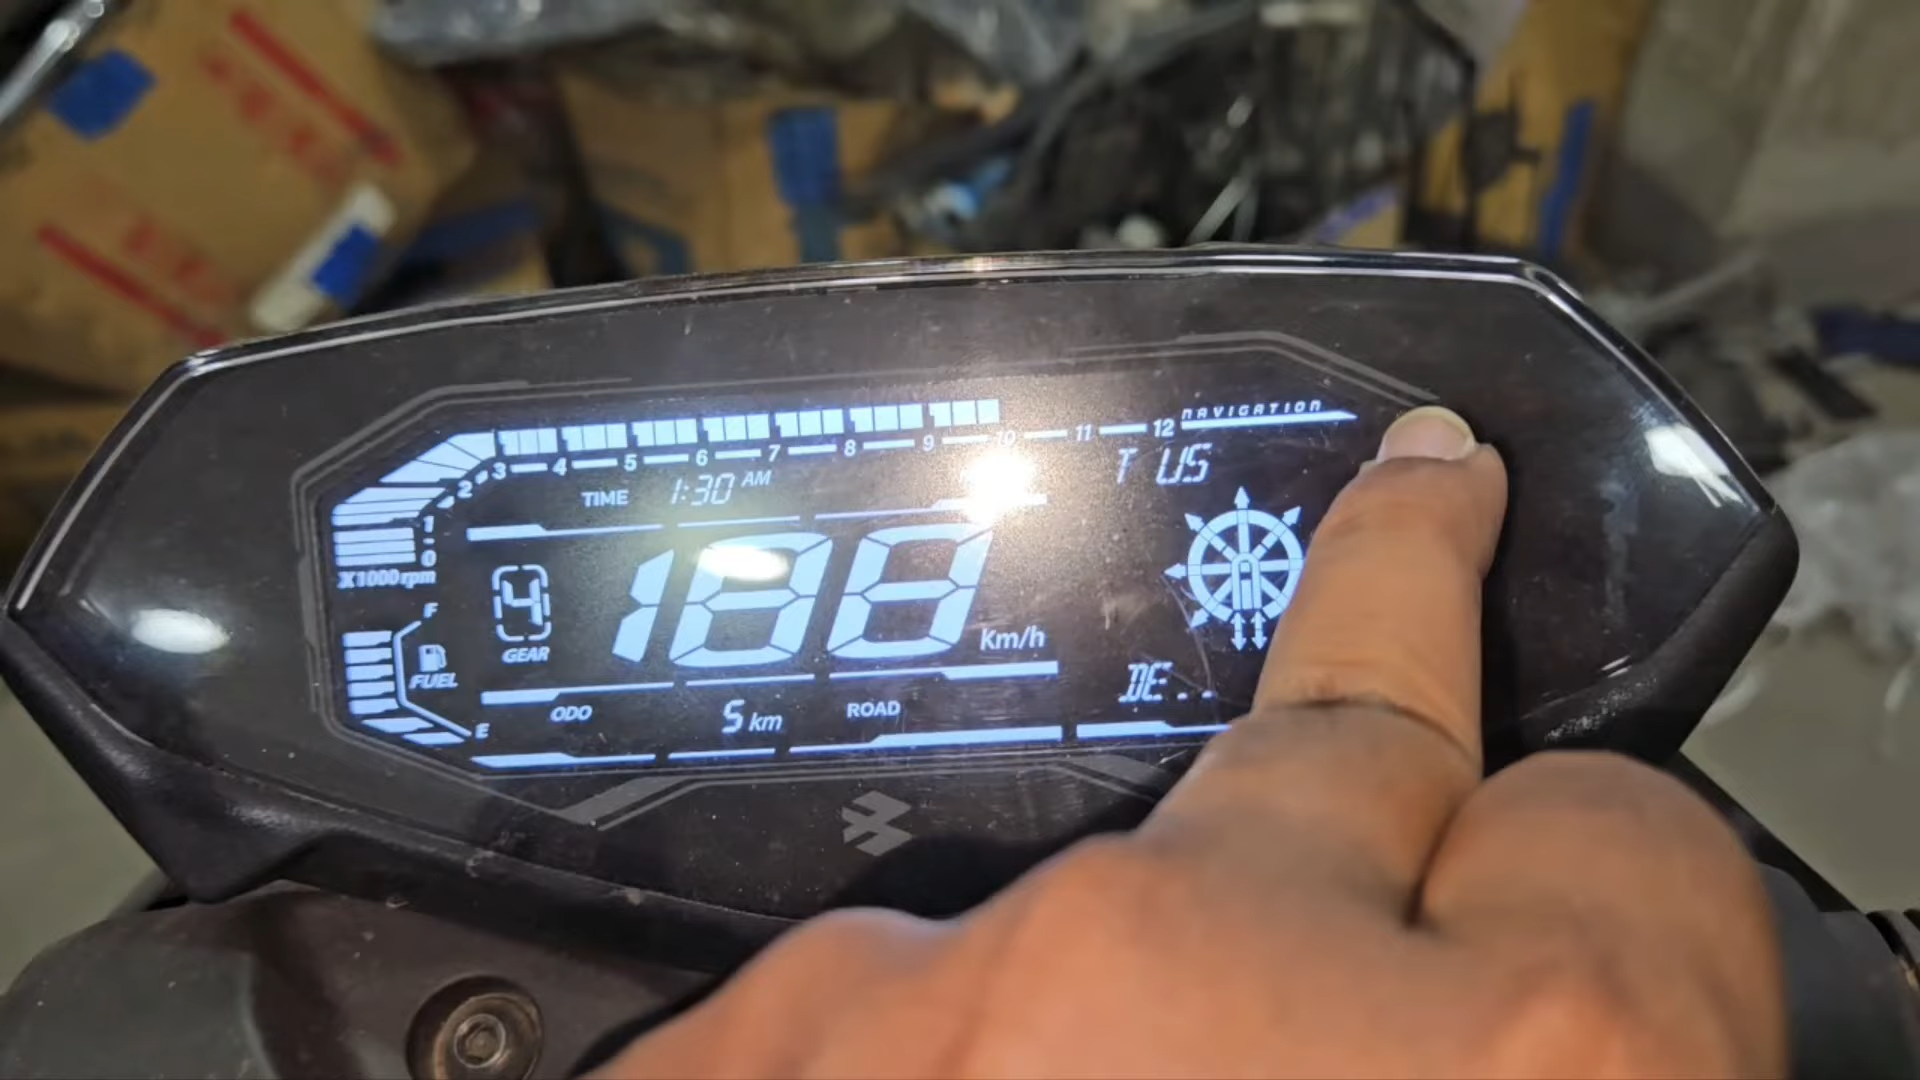 NAVIGATION
3 4 5 6 7 8 9 10 11 12
2
1
0
X1000 rpm
TIME 1:30 AM
T US
4
GEAR
188 Km/h
F
FUEL
E
DE...
ODO 5 km ROAD